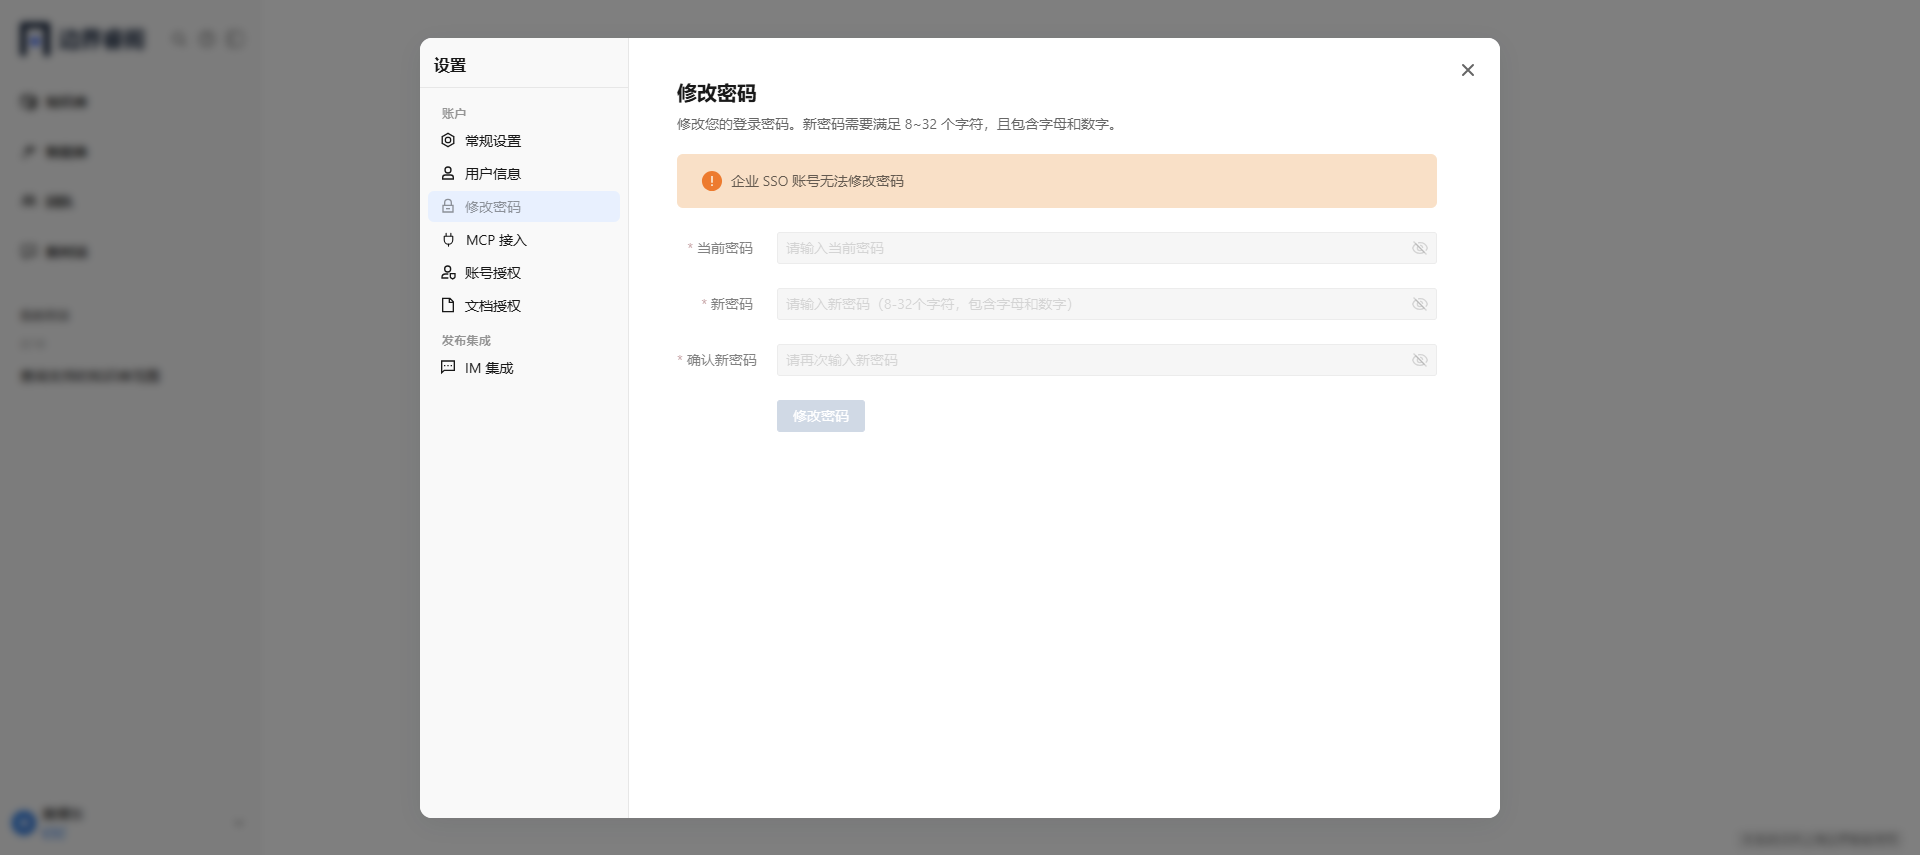 设置
账户
常规设置
用户信息
修改密码
MCP 接入
账号授权
文档授权
发布集成
IM 集成
修改密码
修改您的登录密码。新密码需要满足 8~32 个字符，且包含字母和数字。
企业 SSO 账号无法修改密码
* 当前密码
请输入当前密码
* 新密码
请输入新密码（8-32个字符，包含字母和数字）
* 确认新密码
请再次输入新密码
修改密码